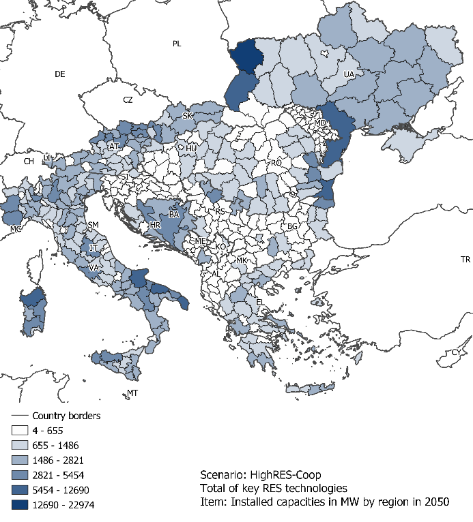 PL
DE
UA
CZ
SK
MD
CH
LI
AT
HU
RO
SM
HR
BA
RS
MC
IT
ME
KO
BG
VA
MK
AL
TR
EL
CY
MT
Country borders
4 - 655
655 - 1486
1486 - 2821
2821 - 5454
5454 - 12690
12690 - 22974
Scenario: HighRES-Coop
Total of key RES technologies
Item: Installed capacities in MW by region in 2050